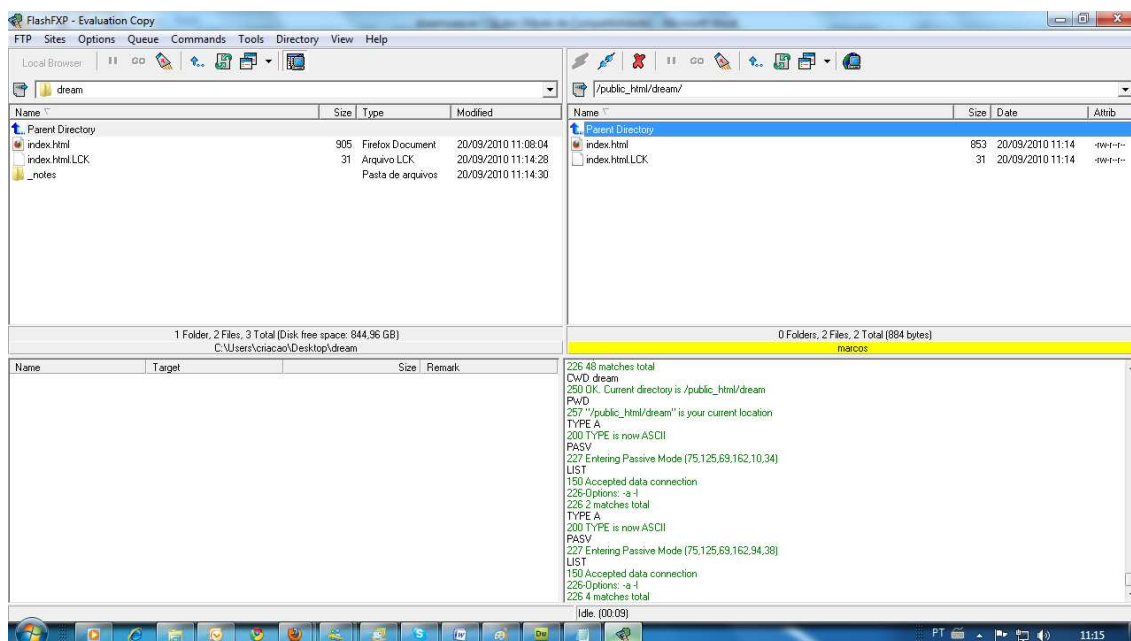 FlashFXP - Evaluation Copy
FTP Sites Options Queue Commands Tools Directory View Help
Local Browser GO
dream
Name Size Type Modified
Parent Directory
index.html 905 Firefox Document 20/09/2010 11:08:04
index.html.LCK 31 Arquivo LCK 20/09/2010 11:14:28
_notes Pasta de arquivos 20/09/2010 11:14:30
1 Folder, 2 Files, 3 Total (Disk free space: 844,96 GB)
C:\Users\criacao\Desktop\dream
GO
/public_html/dream/
Name Size Date Attrib
Parent Directory
index.html 853 20/09/2010 11:14 -rw-r--r--
index.html.LCK 31 20/09/2010 11:14 -rw-r--r--
0 Folders, 2 Files, 2 Total (884 bytes)
marcos
Name Target Size Remark
226 48 matches total
CWD dream
250 OK. Current directory is /public_html/dream
PWD
257 "/public_html/dream" is your current location
TYPE A
200 TYPE is now ASCII
PASV
227 Entering Passive Mode (75,125,69,162,10,34)
LIST
150 Accepted data connection
226-Options: -a -l
226 2 matches total
TYPE A
200 TYPE is now ASCII
PASV
227 Entering Passive Mode (75,125,69,162,94,38)
LIST
150 Accepted data connection
226-Options: -a -l
226 4 matches total
Idle. (00:09)
Dw
PT 11:15